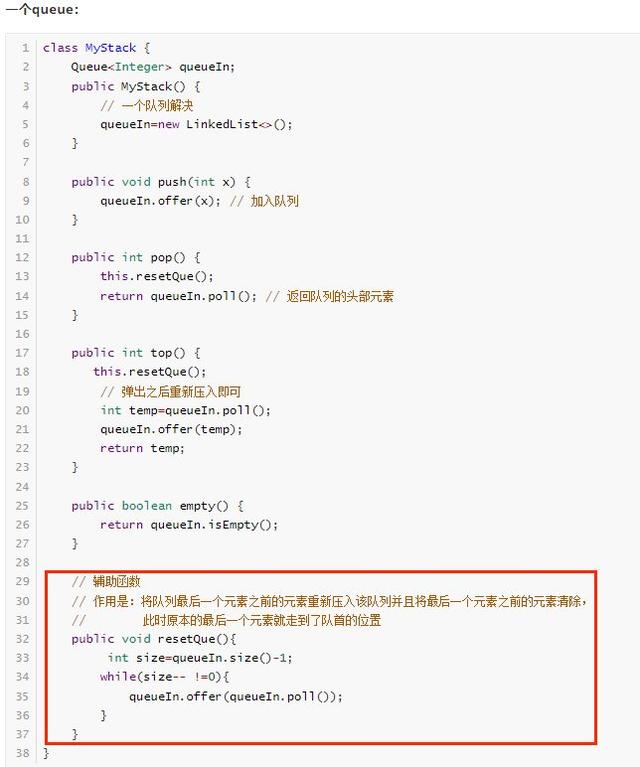 一个queue:
1 class MyStack {
2 Queue<Integer> queueIn;
3 public MyStack() {
4 // 一个队列解决
5 queueIn=new LinkedList<>();
6 }
7
8 public void push(int x) {
9 queueIn.offer(x); // 加入队列
10 }
11
12 public int pop() {
13 this.resetQue();
14 return queueIn.poll(); // 返回队列的头部元素
15 }
16
17 public int top() {
18 this.resetQue();
19 // 弹出之后重新压入即可
20 int temp=queueIn.poll();
21 queueIn.offer(temp);
22 return temp;
23 }
24
25 public boolean empty() {
26 return queueIn.isEmpty();
27 }
28
29 // 辅助函数
30 // 作用是：将队列最后一个元素之前的元素重新压入该队列并且将最后一个元素之前的元素清除，
31 // 此时原本的最后一个元素就走到了队首的位置
32 public void resetQue(){
33 int size=queueIn.size()-1;
34 while(size-- !=0){
35 queueIn.offer(queueIn.poll());
36 }
37 }
38 }